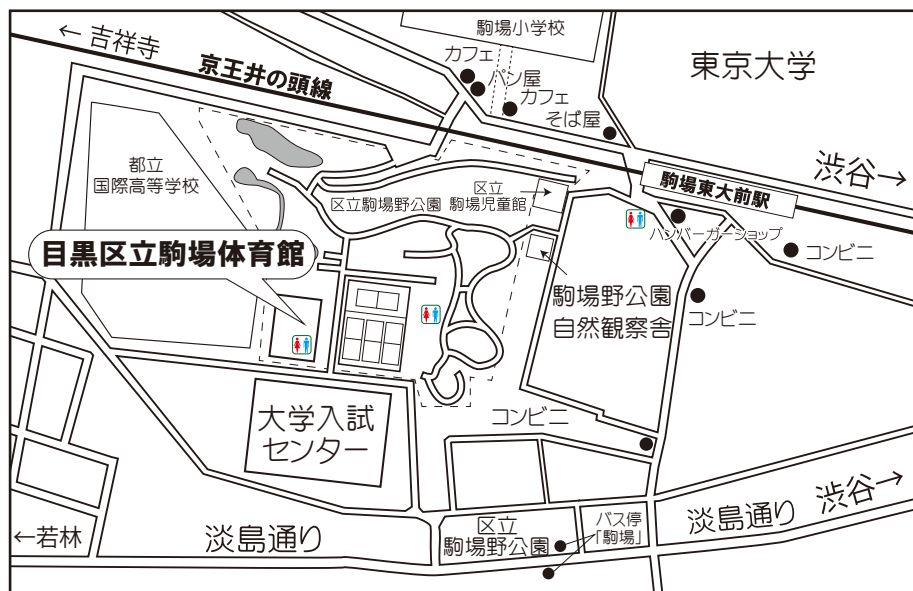 駒場小学校
←吉祥寺
カフェ
パン屋
カフェ
そば屋
東京大学
京王井の頭線
渋谷→
都立
国際高等学校
区立駒場野公園
区立
駒場児童館
駒場東大前駅
ハンバーガーショップ
コンビニ
目黒区立駒場体育館
駒場野公園
自然観察舎
コンビニ
大学入試
センター
コンビニ
←若林
淡島通り
区立
駒場野公園
バス停
「駒場」
淡島通り
渋谷→